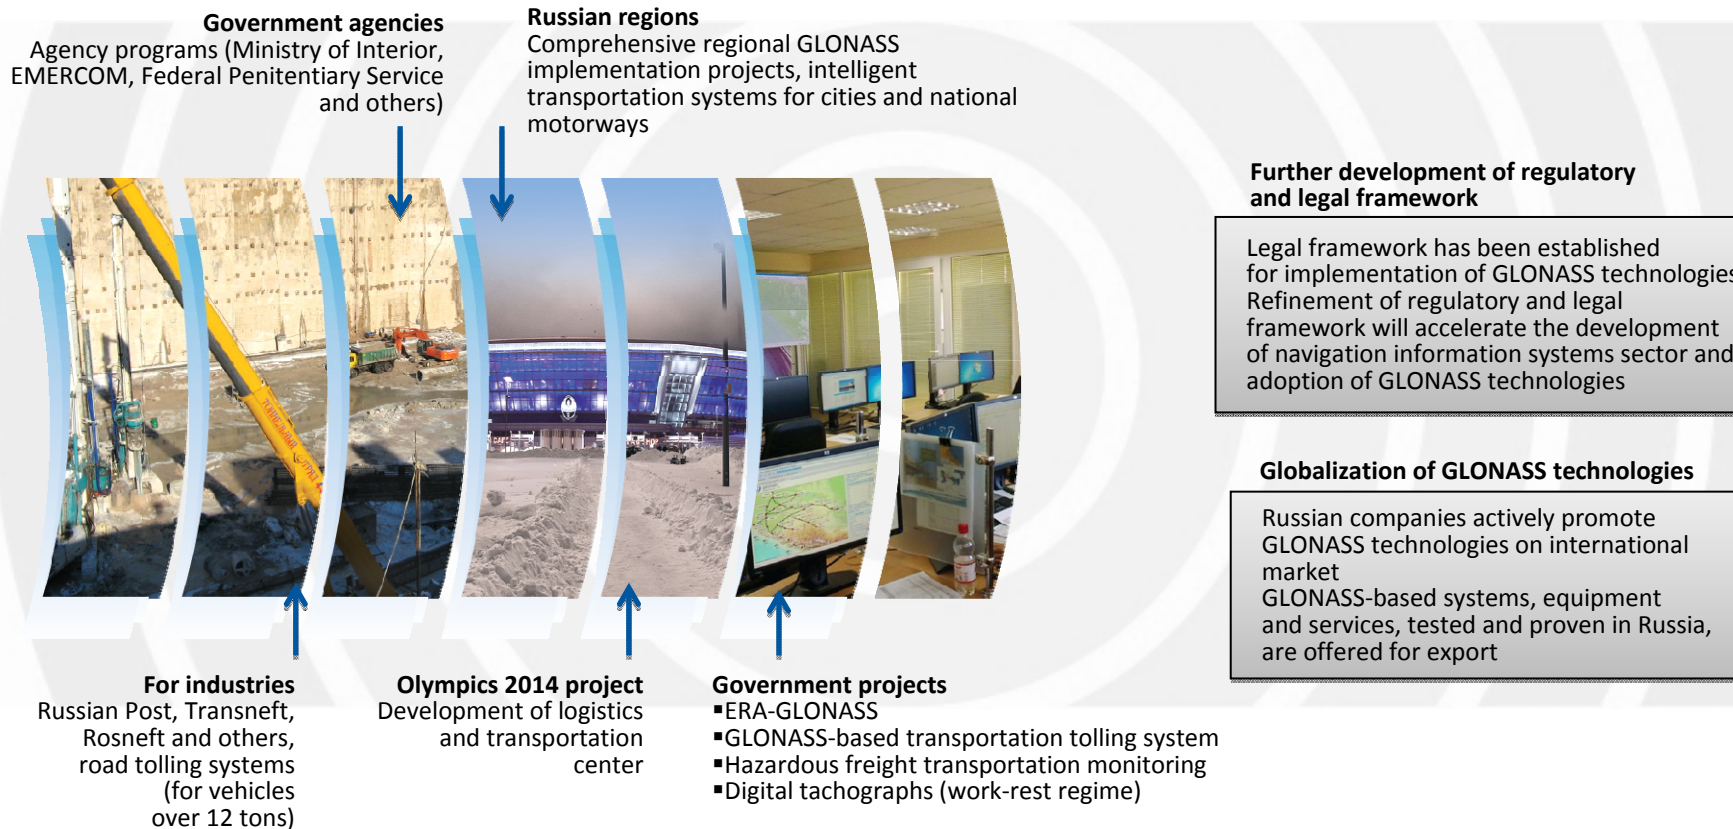 Government agencies
Agency programs (Ministry of Interior,
EMERCOM, Federal Penitentiary Service
and others)
Russian regions
Comprehensive regional GLONASS
implementation projects, intelligent
transportation systems for cities and national
motorways
Further development of regulatory
and legal framework
Legal framework has been established
for implementation of GLONASS technologies
Refinement of regulatory and legal
framework will accelerate the development
of navigation information systems sector and
adoption of GLONASS technologies
Globalization of GLONASS technologies
Russian companies actively promote
GLONASS technologies on international
market
GLONASS-based systems, equipment
and services, tested and proven in Russia,
are offered for export
For industries
Russian Post, Transneft,
Rosneft and others,
road tolling systems
(for vehicles
over 12 tons)
Olympics 2014 project
Development of logistics
and transportation
center
Government projects
▪ERA-GLONASS
▪GLONASS-based transportation tolling system
▪Hazardous freight transportation monitoring
▪Digital tachographs (work-rest regime)